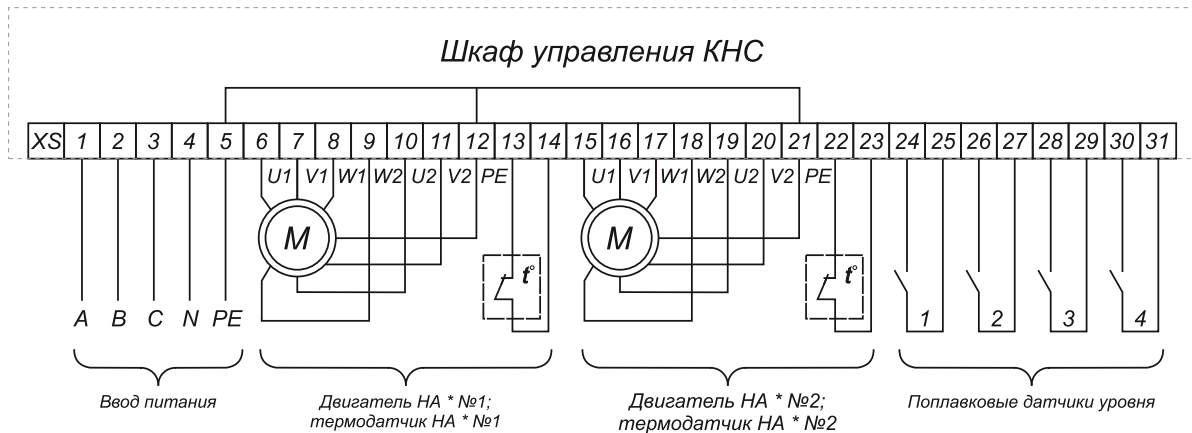 Шкаф управления КНС
XS 1 2 3 4 5 6 7 8 9 10 11 12 13 14 15 16 17 18 19 20 21 22 23 24 25 26 27 28 29 30 31
U1 V1 W1 W2 U2 V2 PE U1 V1 W1 W2 U2 V2 PE
M M
t° t°
A B C N PE 1 2 3 4
Ввод питания
Двигатель НА * №1;
термодатчик НА * №1
Двигатель НА * №2;
термодатчик НА * №2
Поплавковые датчики уровня